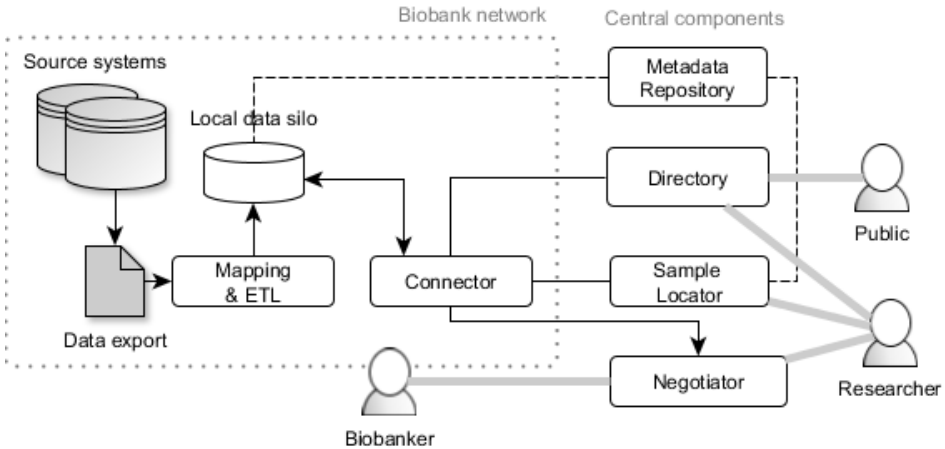 Biobank network
Central components
Source systems
Metadata
Repository
Local data silo
Directory
Public
Mapping
& ETL
Connector
Sample
Locator
Data export
Negotiator
Researcher
Biobanker